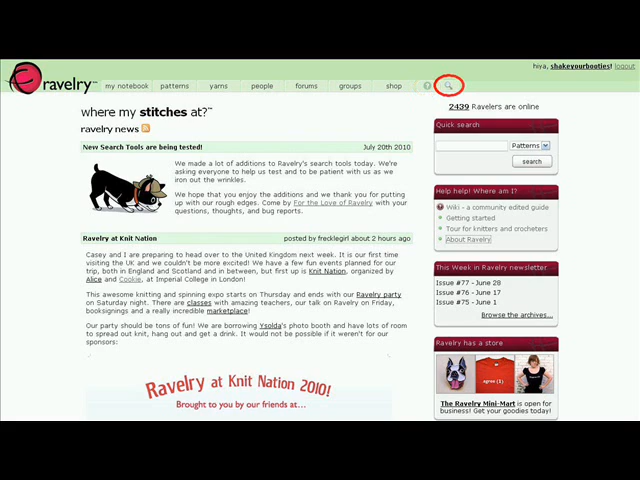 hiya, shakeyourbooties! logout
ravelry
my notebook patterns yarns people forums groups shop ?
where my stitches at?™
ravelry news
2439 Ravelers are online
New Search Tools are being tested! July 20th 2010
We made a lot of additions to Ravelry's search tools today. We're
asking everyone to help us test and to be patient with us as we
iron out the wrinkles.
We hope that you enjoy the additions and we thank you for putting
up with our rough edges. Come by For the Love of Ravelry with your
questions, thoughts, and bug reports.
Ravelry at Knit Nation posted by frecklegirl about 2 hours ago
Casey and I are preparing to head over to the United Kingdom next week. It is our first time
visiting the UK and we couldn't be more excited! We have a few events planned for our
trip, both in England and Scotland and in between, but first up is Knit Nation, organized by
Alice and Cookie, at Imperial College in London!
This awesome knitting and spinning expo starts on Thursday and ends with our Ravelry party
on Saturday night. There are classes with amazing teachers, our talk on Ravelry on Friday,
booksignings and a really incredible marketplace!
Our party should be tons of fun! We are borrowing Ysolda's photo booth and have lots of room
to spread out knit, hang out and get a drink. It would not be possible if it weren't for our
sponsors:
Ravelry at Knit Nation 2010!
Brought to you by our friends at...
Quick search
Patterns
search
Help help! Where am I?
Wiki - a community edited guide
Getting started
Tour for knitters and crocheters
About Ravelry
This Week in Ravelry newsletter
Issue #77 - June 28
Issue #76 - June 17
Issue #75 - June 1
Browse the archives...
Ravelry has a store
agree (1)
The Ravelry Mini-Mart is open for
business! Get your goodies today!